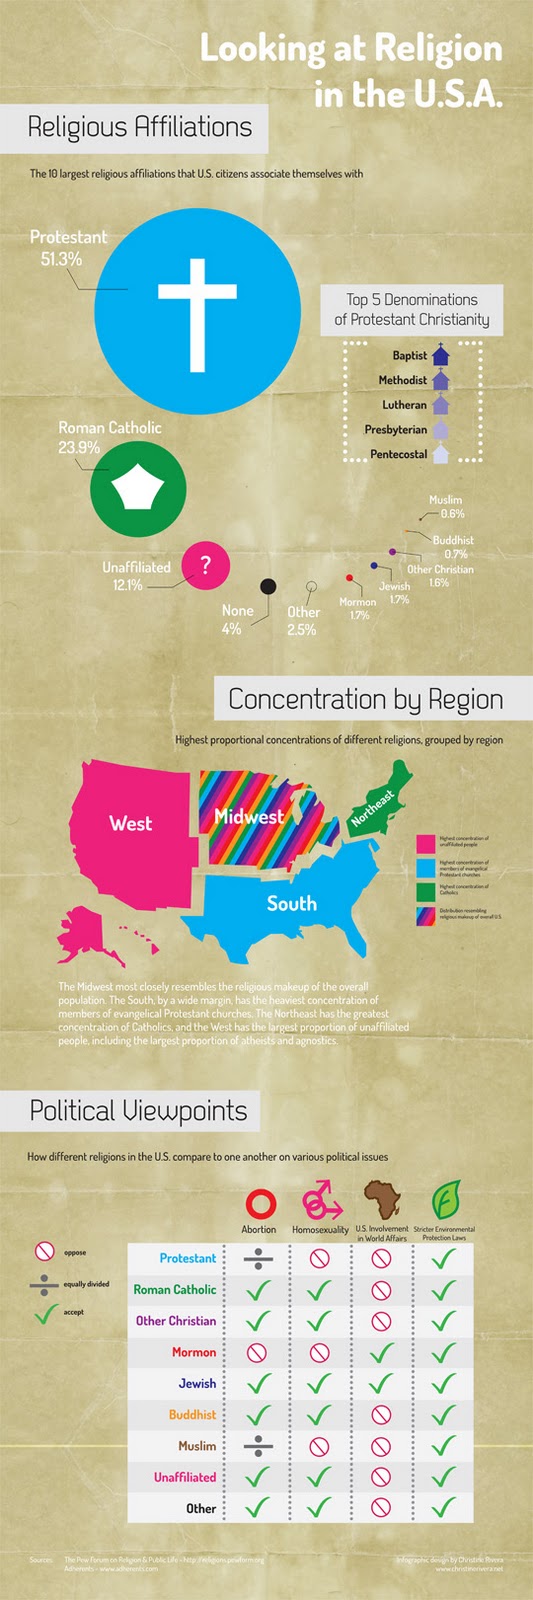 Looking at Religion
in the U.S.A.
Religious Affiliations
The 10 largest religious affiliations that U.S. citizens associate themselves with
Protestant
51.3%
Top 5 Denominations
of Protestant Christianity
Baptist
Methodist
Lutheran
Presbyterian
Pentecostal
Roman Catholic
23.9%
Muslim
0.6%
Buddhist
0.7%
Other Christian
1.6%
Unaffiliated
12.1%
?
Jewish
1.7%
Mormon
1.7%
None
4%
Other
2.5%
Concentration by Region
Highest proportional concentrations of different religions, grouped by region
West
Midwest
Northeast
South
Highest concentration of
unaffiliated people
Highest concentration of
members of evangelical
Protestant churches
Highest concentration of
Catholics
Distribution resembling
religious makeup of overall U.S.
The Midwest most closely resembles the religious makeup of the overall
population. The South, by a wide margin, has the heaviest concentration of
members of evangelical Protestant churches. The Northeast has the greatest
concentration of Catholics, and the West has the largest proportion of unaffiliated
people, including the largest proportion of atheists and agnostics.
Political Viewpoints
How different religions in the U.S. compare to one another on various political issues
Abortion
Homosexuality
U.S. Involvement
in World Affairs
Stricter Environmental
Protection Laws
oppose
equally divided
accept
Protestant
Roman Catholic
Other Christian
Mormon
Jewish
Buddhist
Muslim
Unaffiliated
Other
Sources: The Pew Forum on Religion & Public Life - http://religions.pewforum.org
Adherents - www.adherents.com
Infographic design by Christine Rivera
www.christinerivera.net